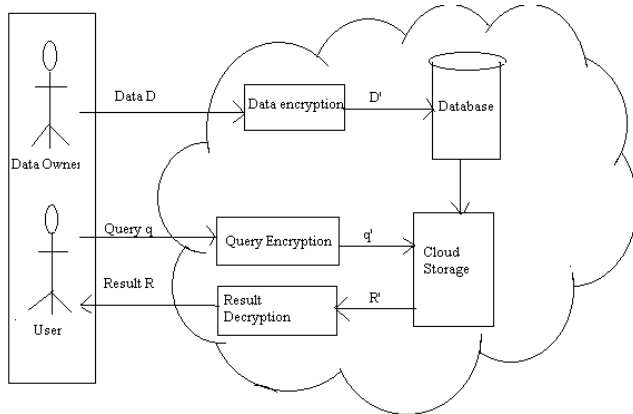 Data D
Data encryption
D'
Database
Data Owner
Query q
Query Encryption
q'
Cloud
Storage
Result R
Result
Decryption
R'
User